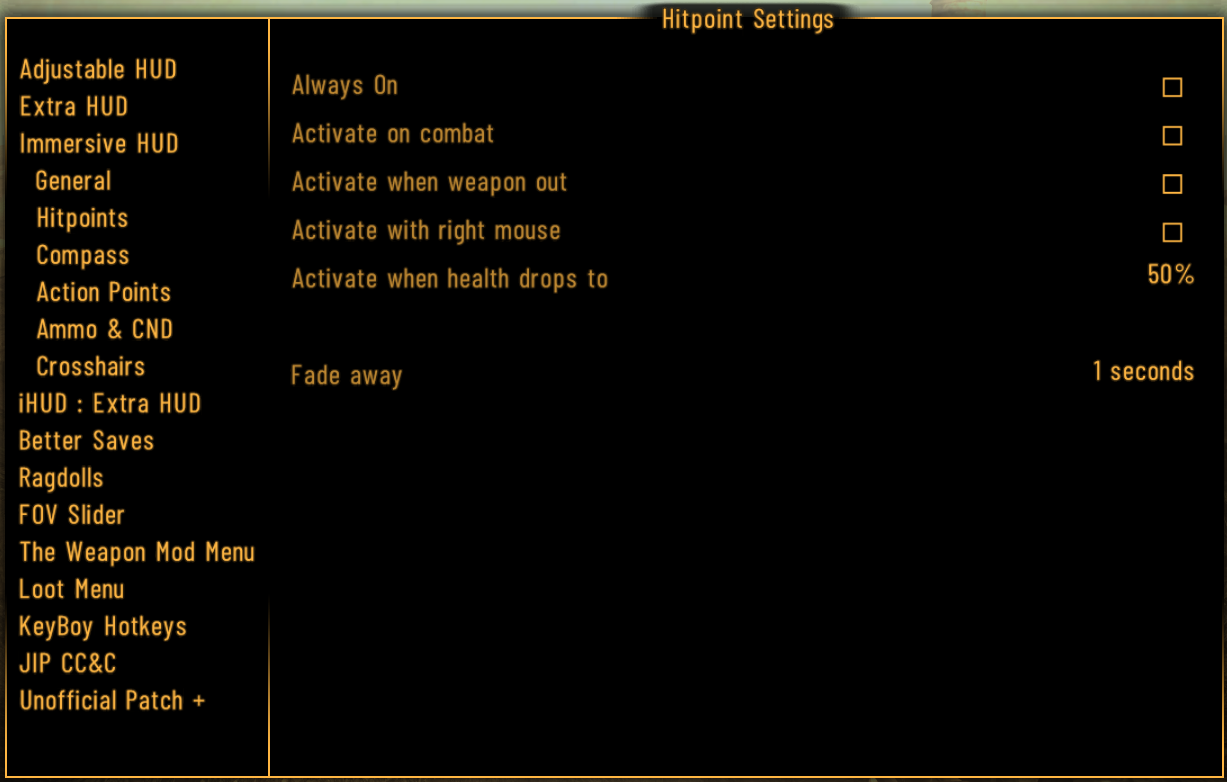 Hitpoint Settings
Adjustable HUD
Extra HUD
Immersive HUD
General
Hitpoints
Compass
Action Points
Ammo & CND
Crosshairs
iHUD : Extra HUD
Better Saves
Ragdolls
FOV Slider
The Weapon Mod Menu
Loot Menu
KeyBoy Hotkeys
JIP CC&C
Unofficial Patch +
Always On
Activate on combat
Activate when weapon out
Activate with right mouse
Activate when health drops to 50%
Fade away 1 seconds